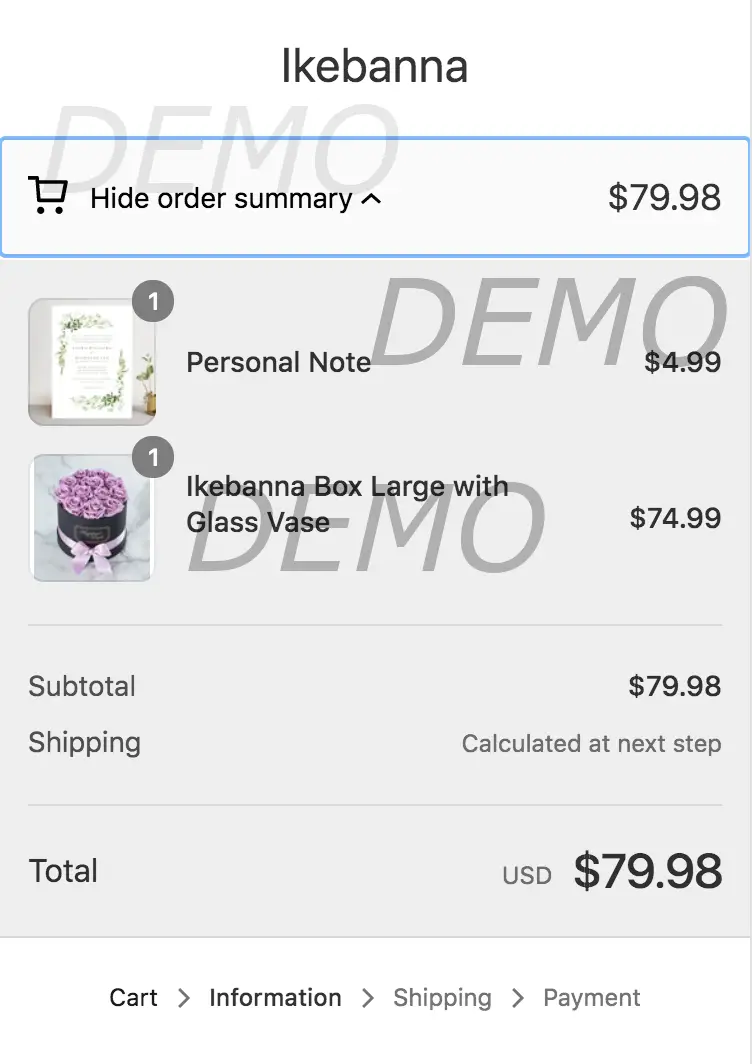 Ikebanna
DEMO
Hide order summary
$79.98
DEMO
1
Personal Note
$4.99
1
Ikebanna Box Large with
Glass Vase
$74.99
DEMO
Subtotal
$79.98
Shipping
Calculated at next step
Total
USD $79.98
Cart > Information > Shipping > Payment